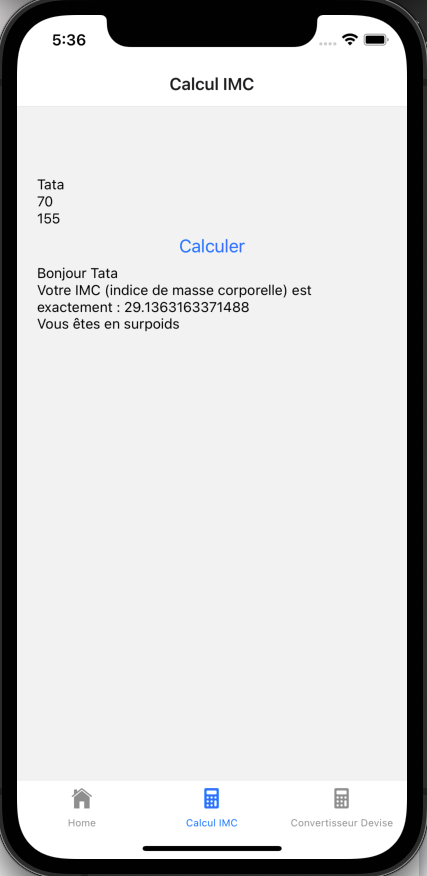 5:36
Calcul IMC
Tata
70
155
Calculer
Bonjour Tata
Votre IMC (indice de masse corporelle) est
exactement : 29.1363163371488
Vous êtes en surpoids
Home
Calcul IMC
Convertisseur Devise